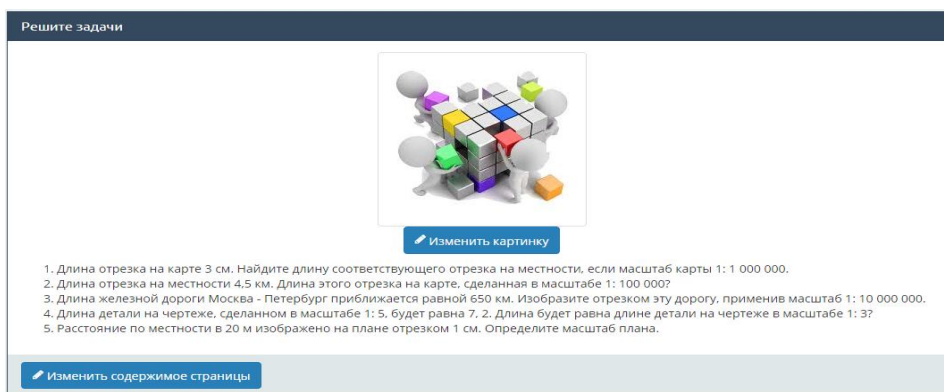 Решите задачи
Изменить картинку
1. Длина отрезка на карте 3 см. Найдите длину соответствующего отрезка на местности, если масштаб карты 1: 1 000 000.
2. Длина отрезка на местности 4,5 км. Длина этого отрезка на карте, сделанная в масштабе 1: 100 000?
3. Длина железной дороги Москва - Петербург приближается равной 650 км. Изобразите отрезком эту дорогу, применив масштаб 1: 10 000 000.
4. Длина детали на чертеже, сделанном в масштабе 1: 5, будет равна 7, 2. Длина будет равна длине детали на чертеже в масштабе 1: 3?
5. Расстояние по местности в 20 м изображено на плане отрезком 1 см. Определите масштаб плана.
Изменить содержимое страницы